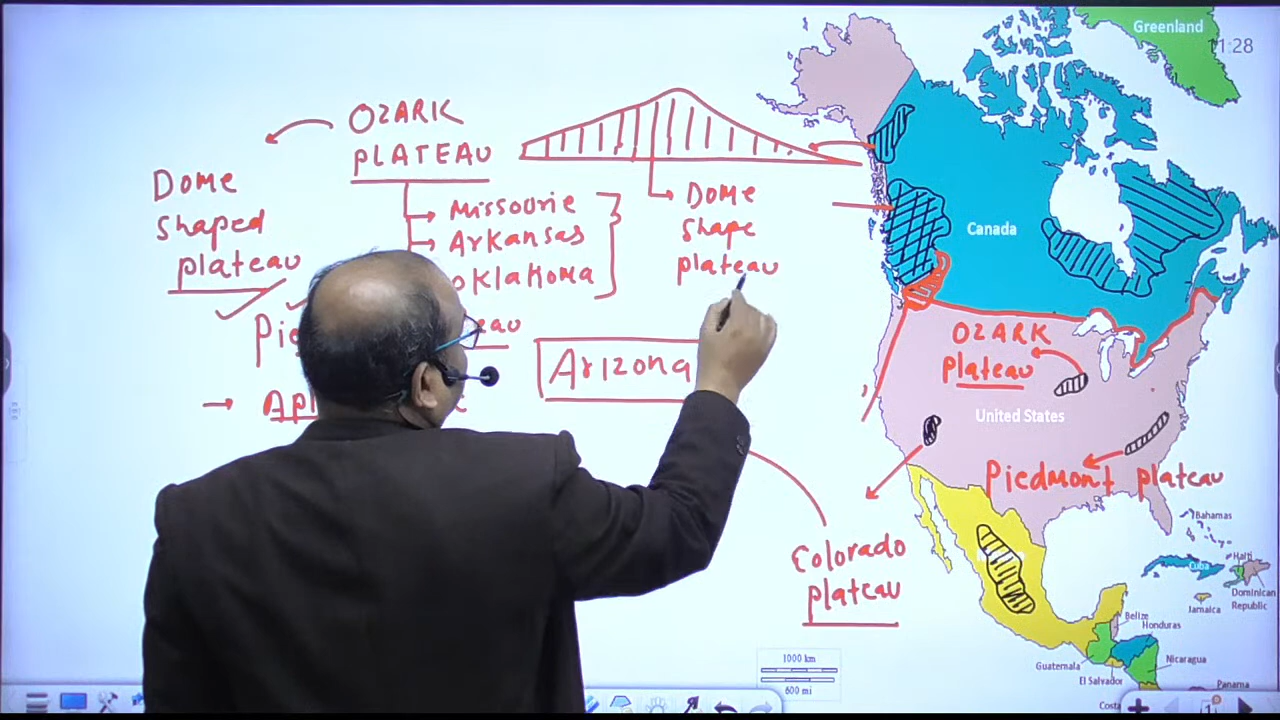 Greenland
11:28
OZARK
PLATEAU
Dome
shaped
plateau
Missourie
Arkansas
oklahoma
Dome
shape
plateau
Arizona
Canada
OZARK
plateau
United States
Piedmont plateau
Colorado
plateau
Bahamas
Cuba
Haiti
Dominican
Republic
Jamaica
Belize
Honduras
Guatemala
El Salvador
Nicaragua
Costa
Panama
1000 km
600 mi